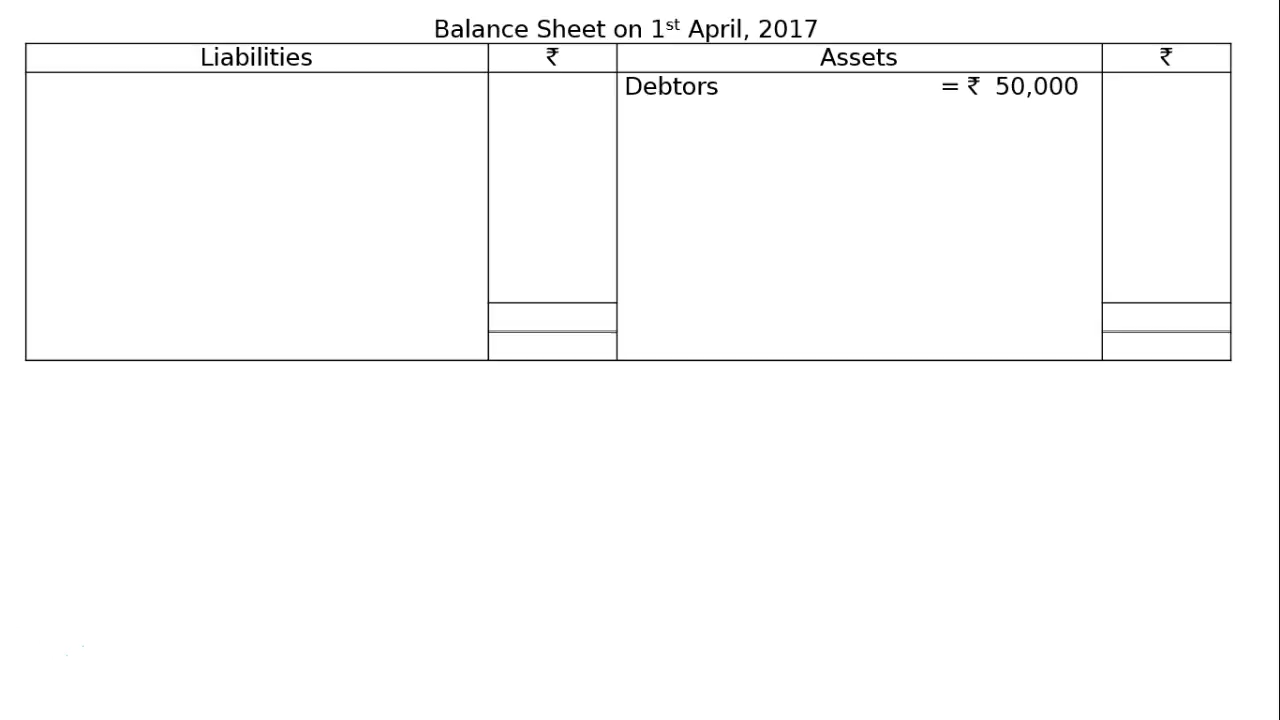 Balance Sheet on 1st April, 2017
Liabilities ₹ Assets ₹
Debtors = ₹ 50,000